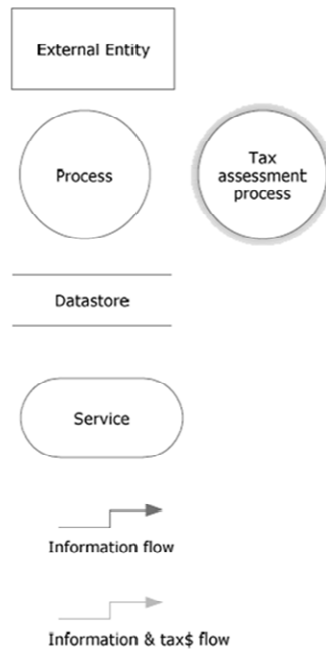 External Entity
Process
Tax
assessment
process
Datastore
Service
Information flow
Information & tax$ flow